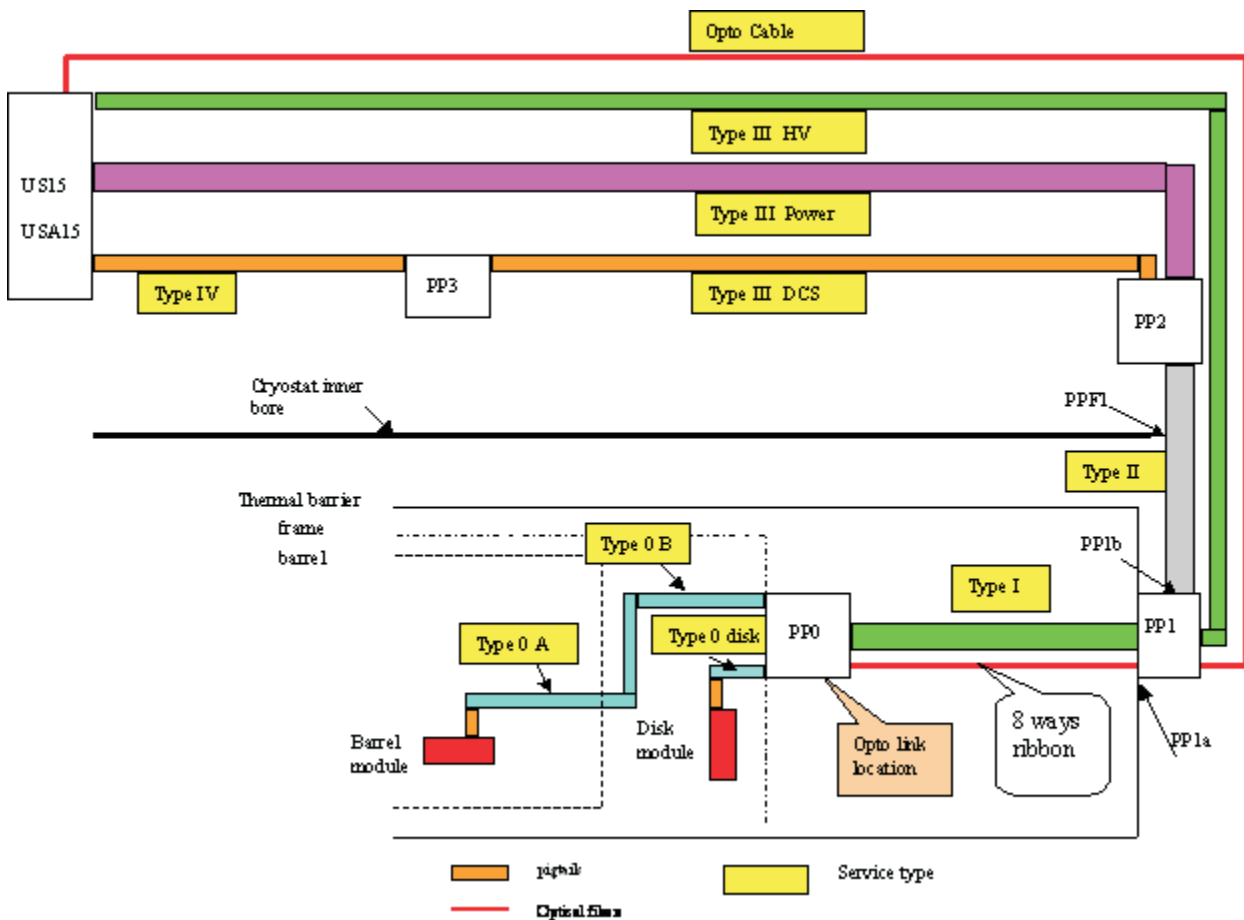 Opto Cable
Type III HV
US15
Type III Power
USA15
Type IV
PP3
Type III DCS
PP2
Cryostat inner
bore
PPF1
Type II
Thermal barrier
frame
barrel
Type 0 B
PP1b
Type I
Type 0 A
Type 0 disk
PP0
PP1
Barrel
module
Disk
module
Opto link
location
8 ways
ribbon
PP1a
pigtails
Service type
Optical fibers